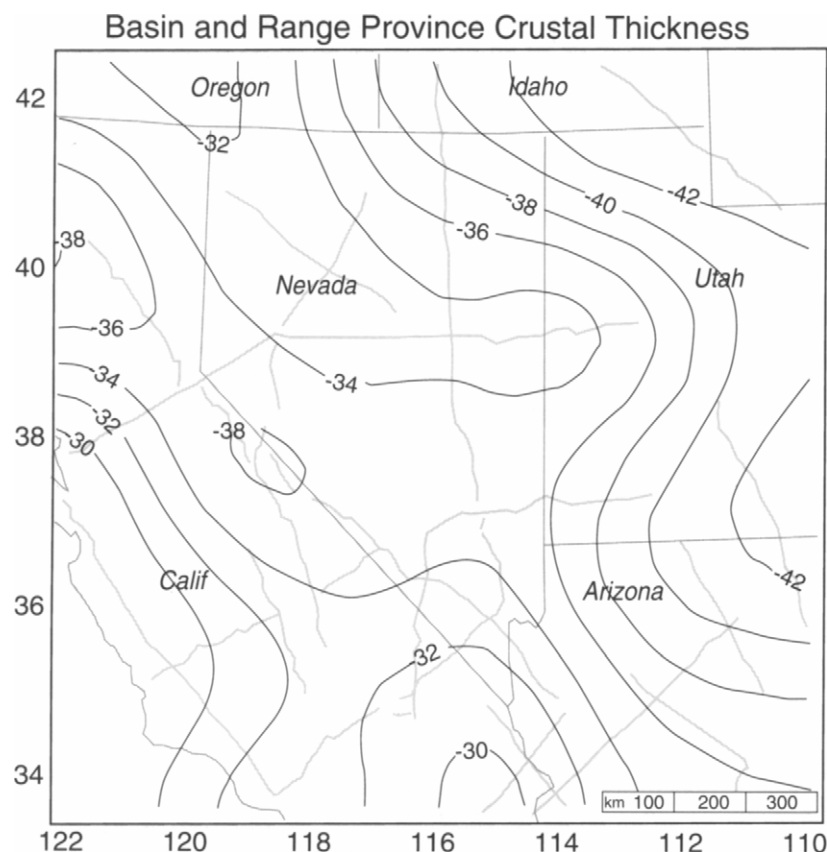 Basin and Range Province Crustal Thickness
42
Oregon
Idaho
-32
-42
-38
-40
-36
-38
40
Utah
Nevada
-36
-34
-34
-32
38
-30
-38
Calif
-42
36
Arizona
-32
-30
34
km 100 200 300
122 120 118 116 114 112 110